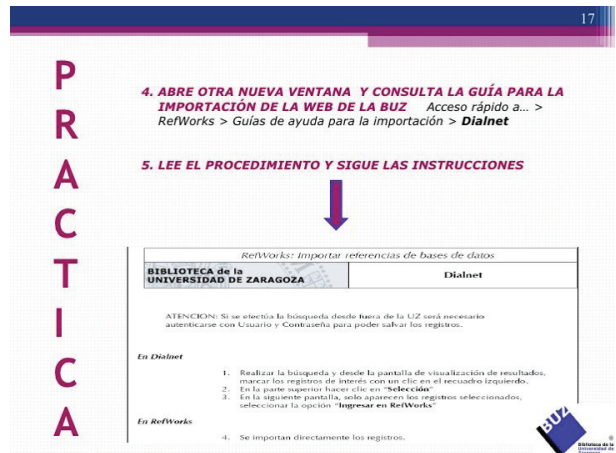 17
PRACTICA
4. ABRE OTRA NUEVA VENTANA Y CONSULTA LA GUÍA PARA LA
IMPORTACIÓN DE LA WEB DE LA BUZ Acceso rápido a... >
RefWorks > Guías de ayuda para la importación > Dialnet
5. LEE EL PROCEDIMIENTO Y SIGUE LAS INSTRUCCIONES
RefWorks: Importar referencias de bases de datos
BIBLIOTECA de la
UNIVERSIDAD DE ZARAGOZA
Dialnet
ATENCION: Si se efectúa la búsqueda desde fuera de la UZ será necesario
autenticarse con Usuario y Contraseña para poder salvar los registros.
En Dialnet
1. Realizar la búsqueda y desde la pantalla de visualización de resultados,
marcar los registros de interés con un clic en el recuadro izquierdo.
2. En la parte superior hacer clic en "Selección"
3. En la siguiente pantalla, solo aparecen los registros seleccionados,
seleccionar la opción "Ingresar en RefWorks"
En RefWorks
4. Se importan directamente los registros.
BUZ
®
Biblioteca de la
Universidad de